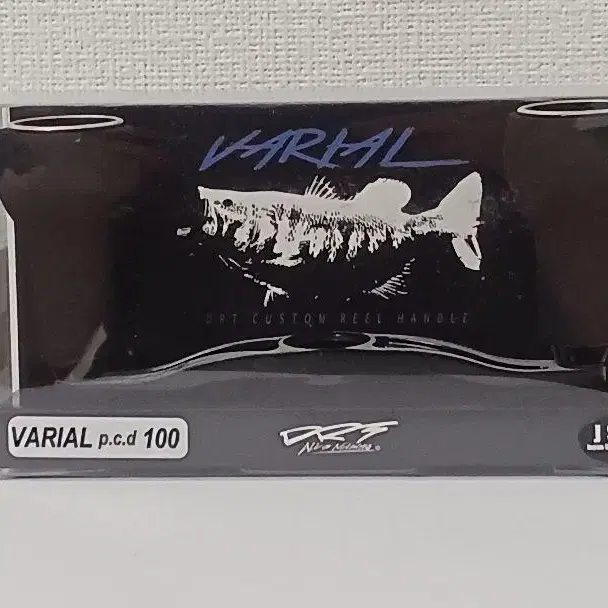 VARIAL
DRT CUSTOM REEL HANDLE
VARIAL p.c.d 100
DRT